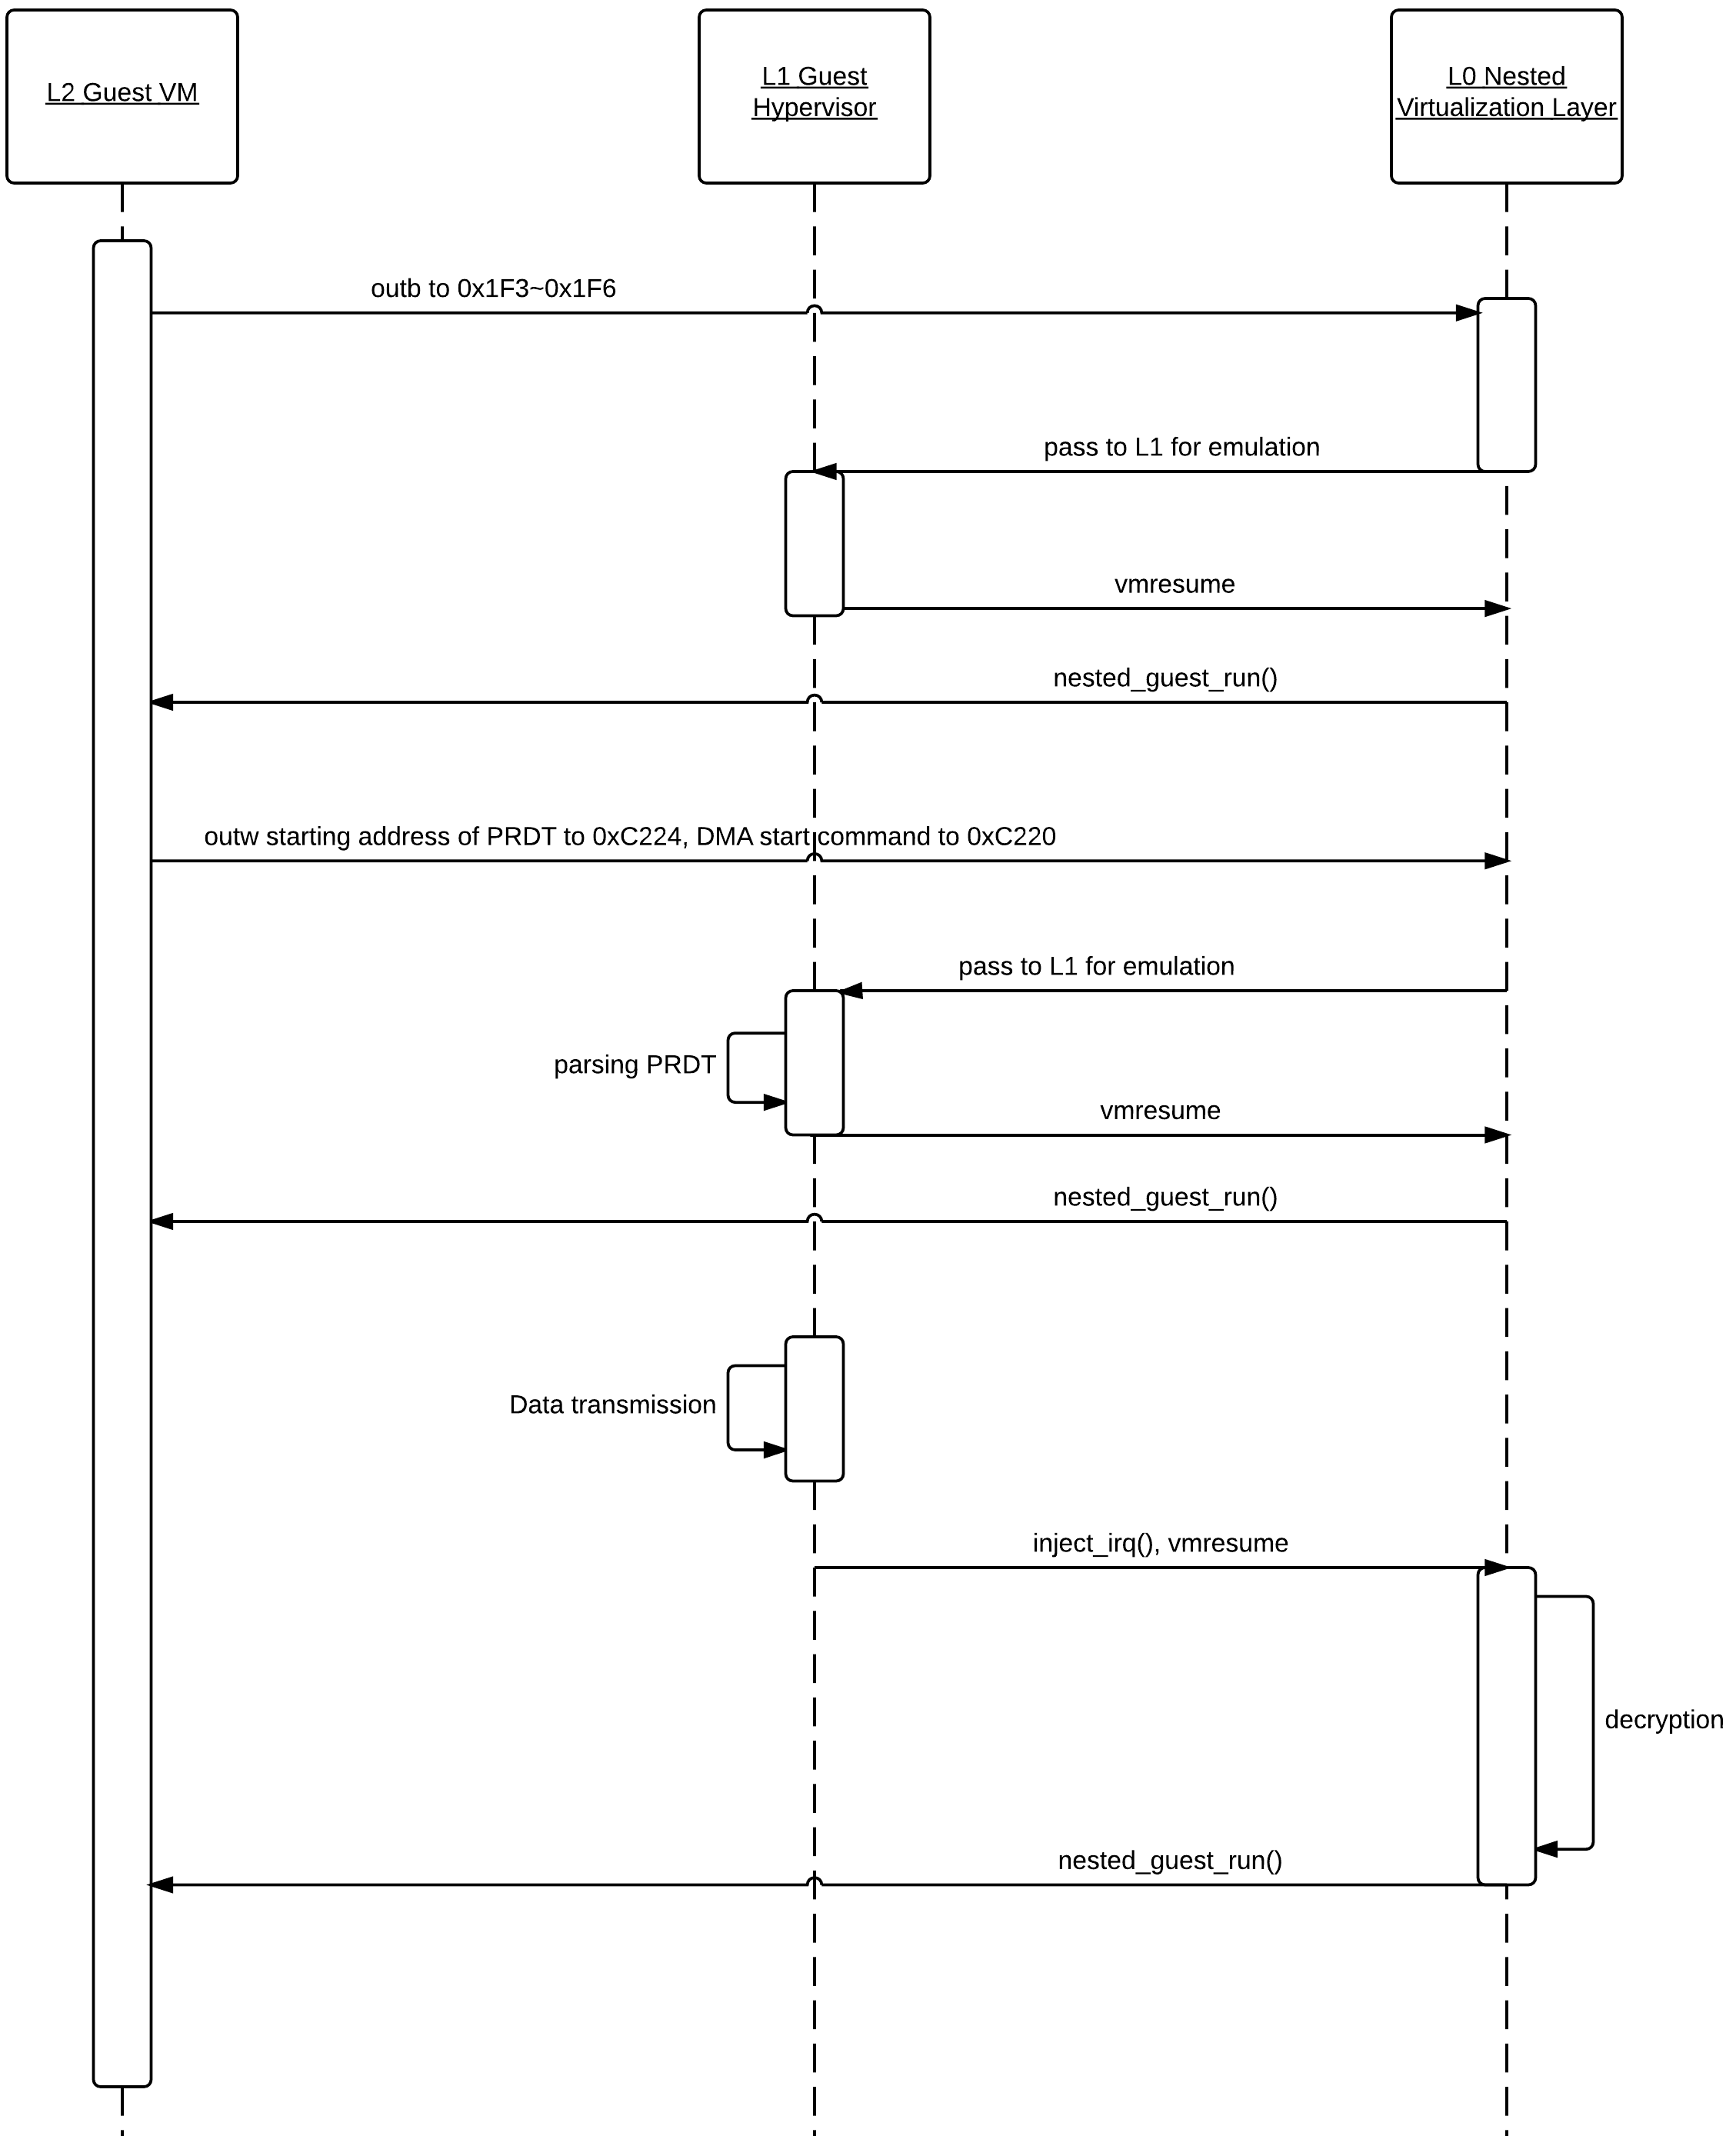 L2 Guest VM
L1 Guest
Hypervisor
L0 Nested
Virtualization Layer
outb to 0x1F3~0x1F6
pass to L1 for emulation
vmresume
nested_guest_run()
outw starting address of PRDT to 0xC224, DMA start command to 0xC220
pass to L1 for emulation
parsing PRDT
vmresume
nested_guest_run()
Data transmission
inject_irq(), vmresume
decryption
nested_guest_run()